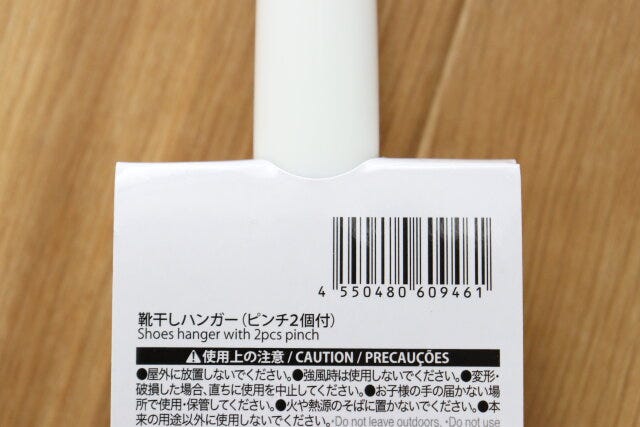 4 550480 609461
靴干しハンガー(ピンチ2個付)
Shoes hanger with 2pcs pinch
⚠使用上の注意 / CAUTION / PRECAUÇÕES
●屋外に放置しないでください。●強風時は使用しないでください。●変形・
破損した場合、直ちに使用を中止してください。●お子様の手の届かない場
所で使用・保管してください。●火や熱源のそばに置かないでください。●本
来の用途以外に使用しないでください。・Do not leave outdoors. ・Do not use